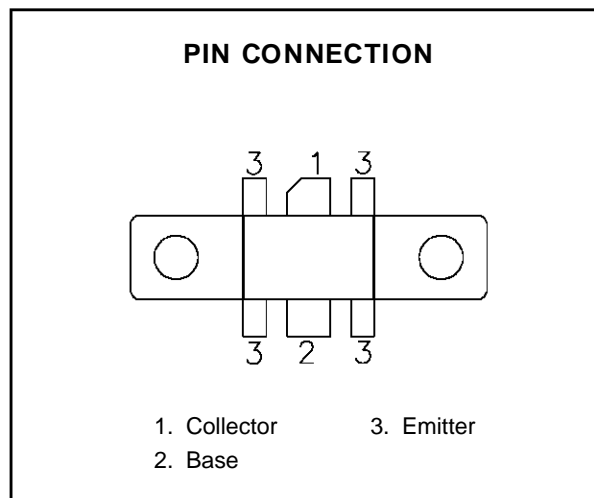 PIN CONNECTION
3 1 3
3 2 3
1. Collector 3. Emitter
2. Base